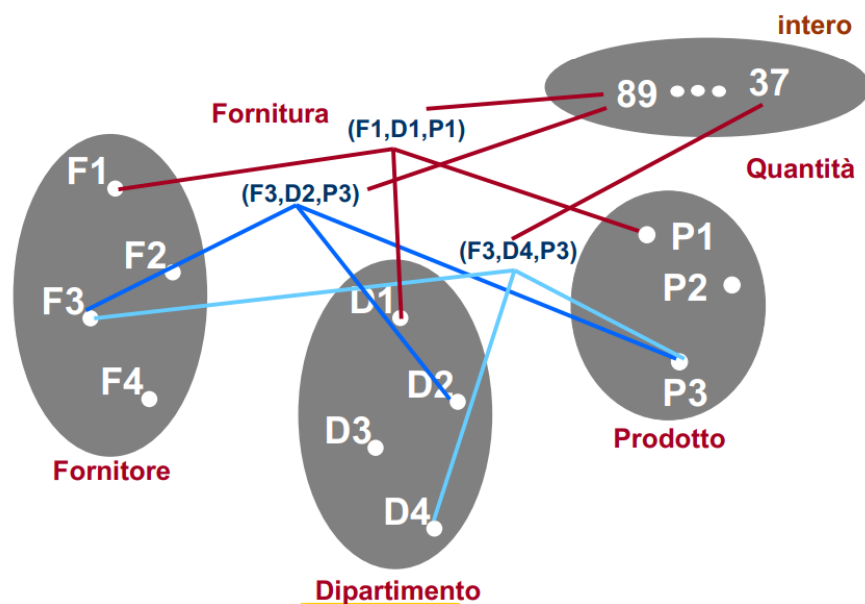 intero
89 ••• 37
Fornitura
(F1,D1,P1)
Quantità
F1
(F3,D2,P3)
(F3,D4,P3)
P1
F2
P2
F3
D1
F4
D2
P3
D3
Prodotto
Fornitore
D4
Dipartimento